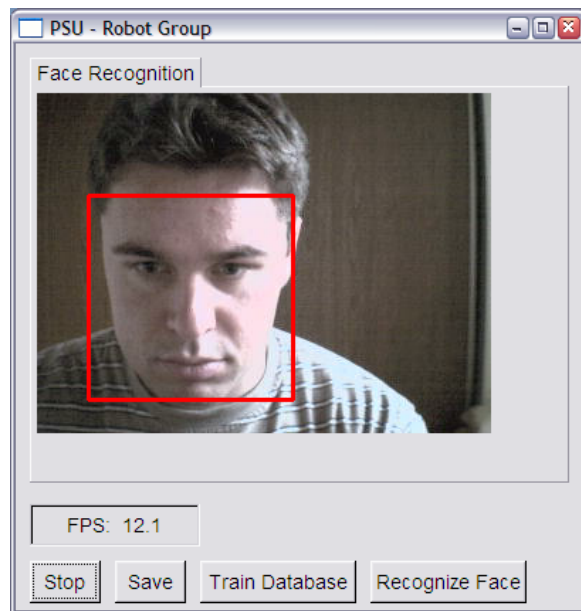 PSU - Robot Group
Face Recognition
FPS: 12.1
Stop Save Train Database Recognize Face